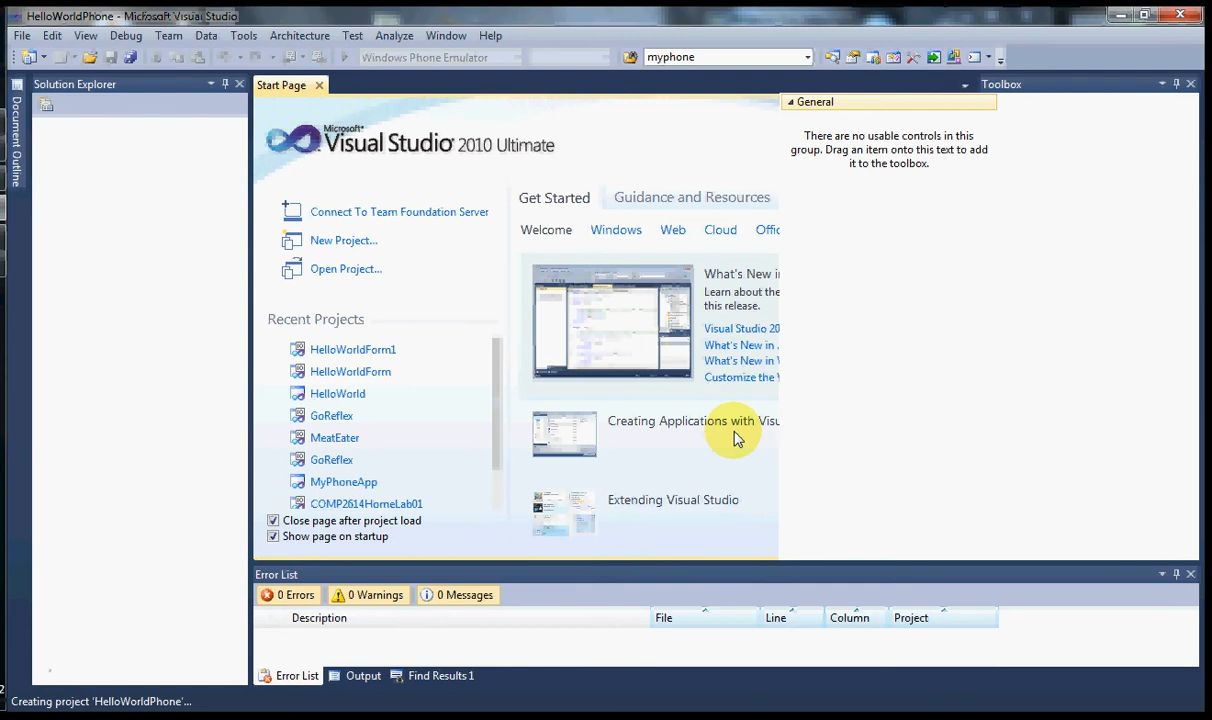 HelloWorldPhone - Microsoft Visual Studio
File Edit View Debug Team Data Tools Architecture Test Analyze Window Help
Windows Phone Emulator myphone
Solution Explorer
Start Page
Toolbox
Document Outline
General
There are no usable controls in this
group. Drag an item onto this text to add
it to the toolbox.
Microsoft®
Visual Studio® 2010 Ultimate
Connect To Team Foundation Server
New Project...
Open Project...
Recent Projects
HelloWorldForm1
HelloWorldForm
HelloWorld
GoReflex
MeatEater
GoReflex
MyPhoneApp
COMP2614HomeLab01
Close page after project load
Show page on startup
Get Started Guidance and Resources
Welcome Windows Web Cloud Offic
What's New i
Learn about the
this release.
Visual Studio 20
What's New in .
What's New in V
Customize the V
Creating Applications with Visu
Extending Visual Studio
Error List
0 Errors 0 Warnings 0 Messages
Description File Line Column Project
Error List Output Find Results 1
Creating project 'HelloWorldPhone'...